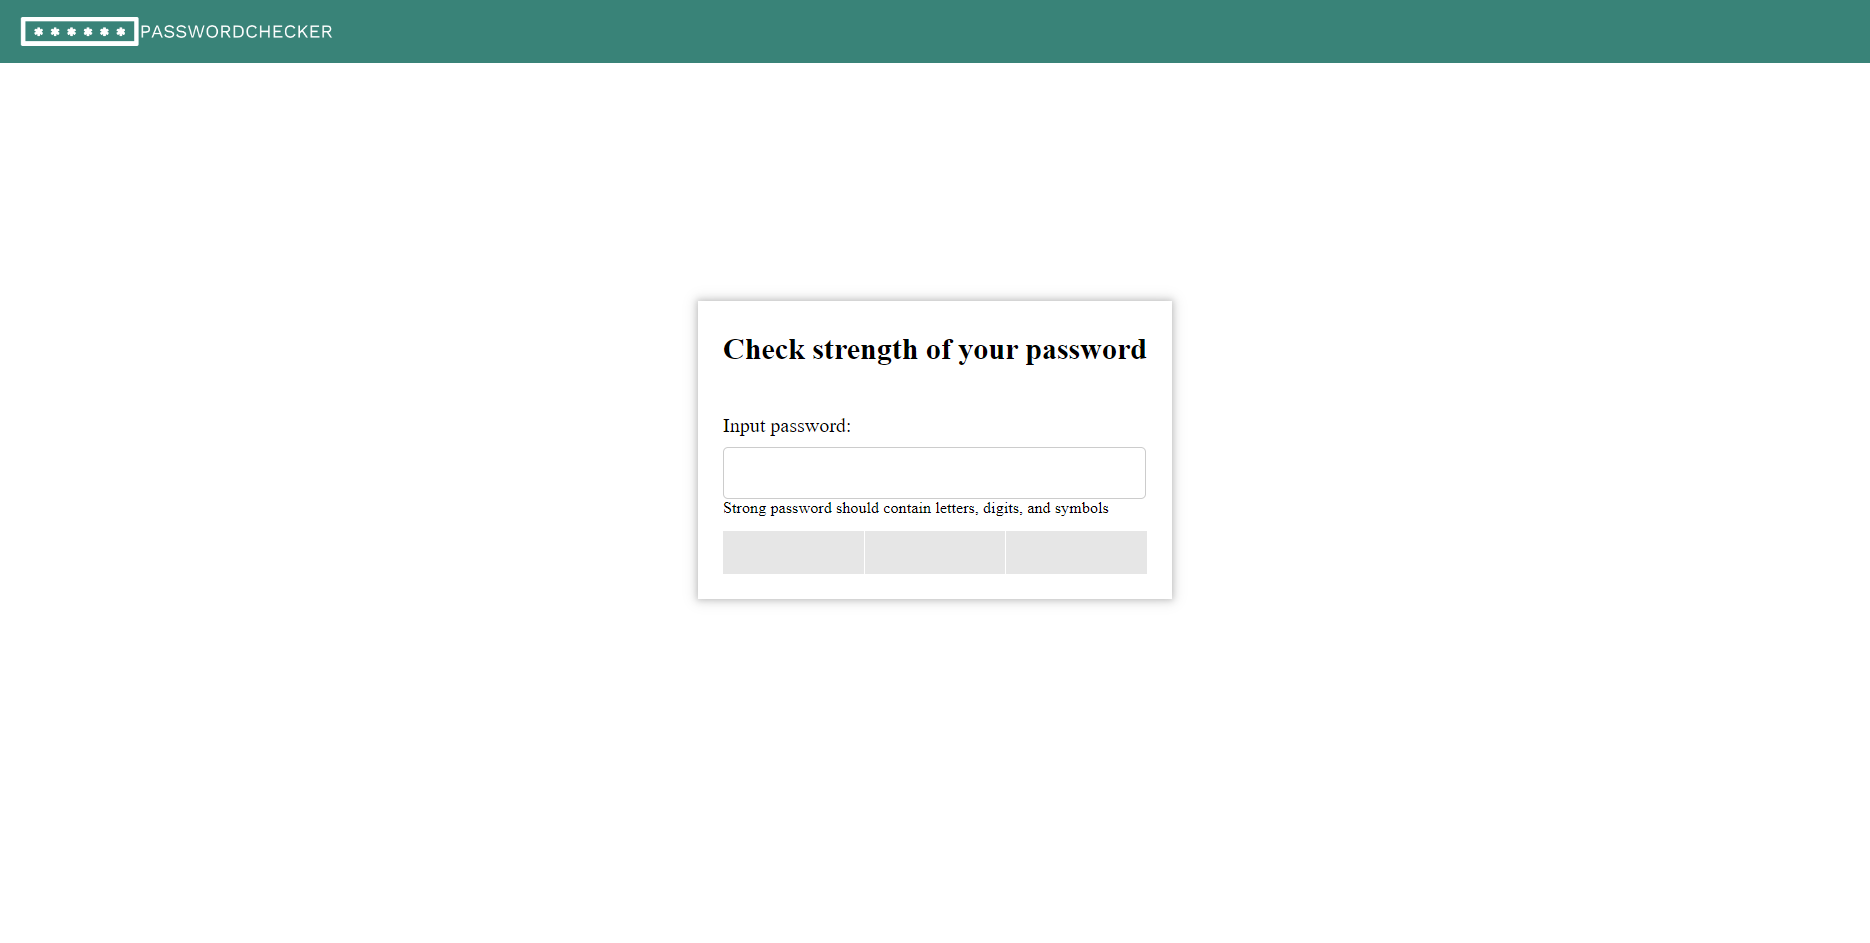 ******PASSWORDCHECKER
Check strength of your password
Input password:
Strong password should contain letters, digits, and symbols